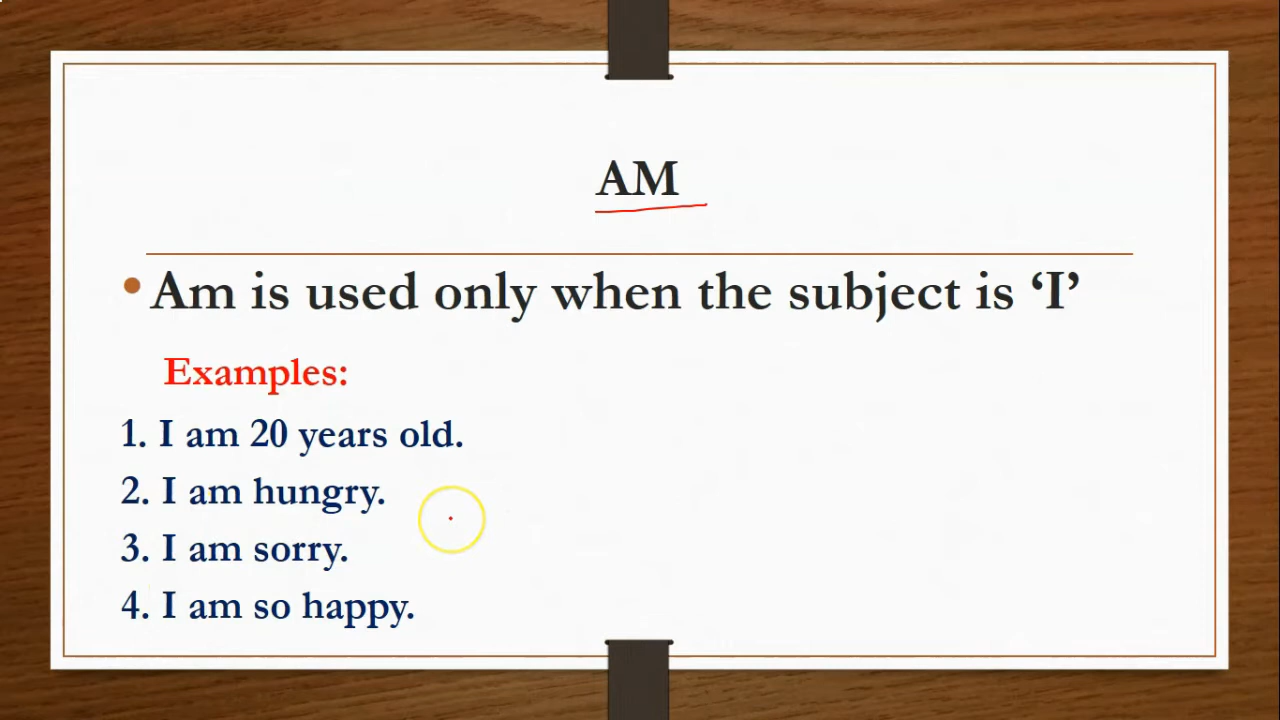 AM
• Am is used only when the subject is ‘I’
Examples:
1. I am 20 years old.
2. I am hungry.
3. I am sorry.
4. I am so happy.